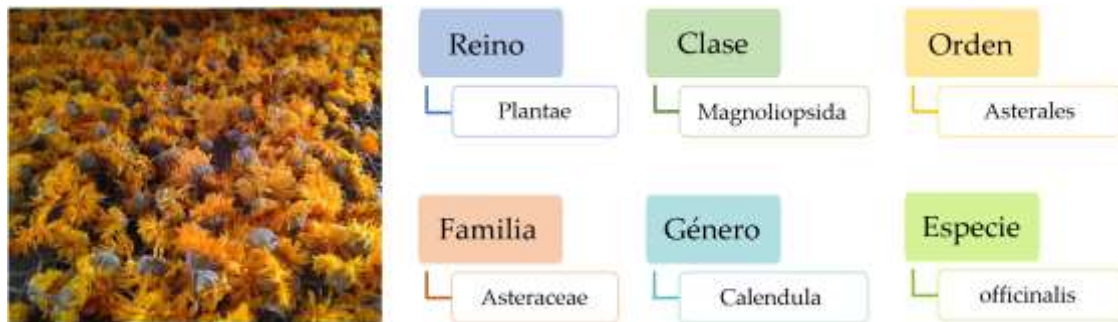 Reino
Clase
Orden
Plantae
Magnoliopsida
Asterales
Familia
Género
Especie
Asteraceae
Calendula
officinalis